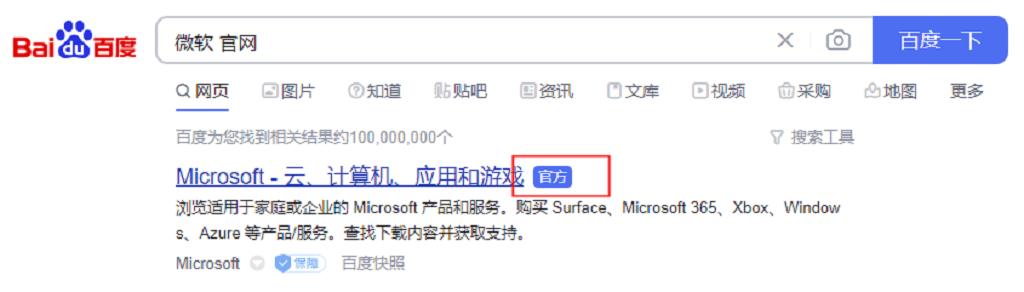 Bai du 百度 微软 官网 百度一下
网页 图片 知道 贴 贴吧 资讯 文库 视频 采购 地图 更多
百度为您找到相关结果约100,000,000个 搜索工具
Microsoft - 云、计算机、应用和游戏 官方
浏览适用于家庭或企业的 Microsoft 产品和服务。购买 Surface、Microsoft 365、Xbox、Window
s、Azure 等产品/服务。查找下载内容并获取支持。
Microsoft 保障 百度快照